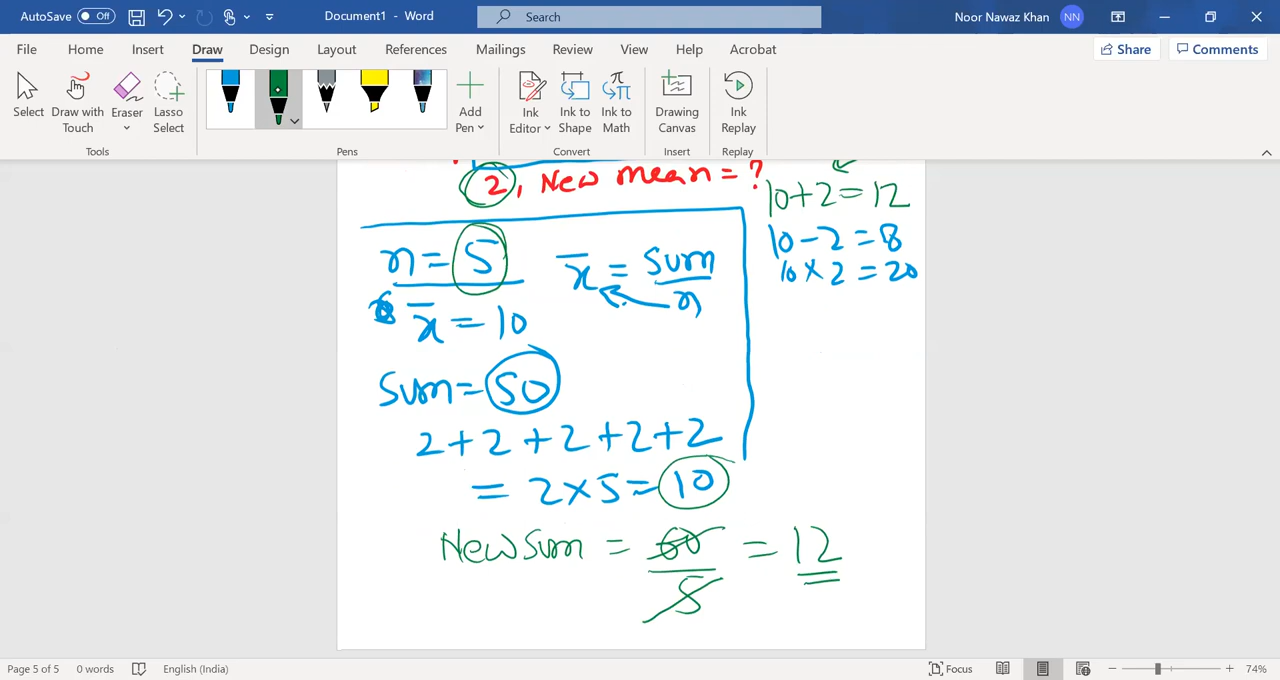 AutoSave Off Document1 - Word Search Noor Nawaz Khan NN
File Home Insert Draw Design Layout References Mailings Review View Help Acrobat Share Comments
Select Draw with Touch Eraser Lasso Select Add Pen Ink Editor Ink to Shape Ink to Math Drawing Canvas Ink Replay
Tools Pens Convert Insert Replay
2, New mean = ?
10 + 2 = 12
10 - 2 = 8
10 × 2 = 20
n = 5
x̄ = sum / n
x̄ = 10
sum = 50
2 + 2 + 2 + 2 + 2
= 2 × 5 = 10
New sum = 60 / 5 = 12
Page 5 of 5 0 words English (India) Focus 74%